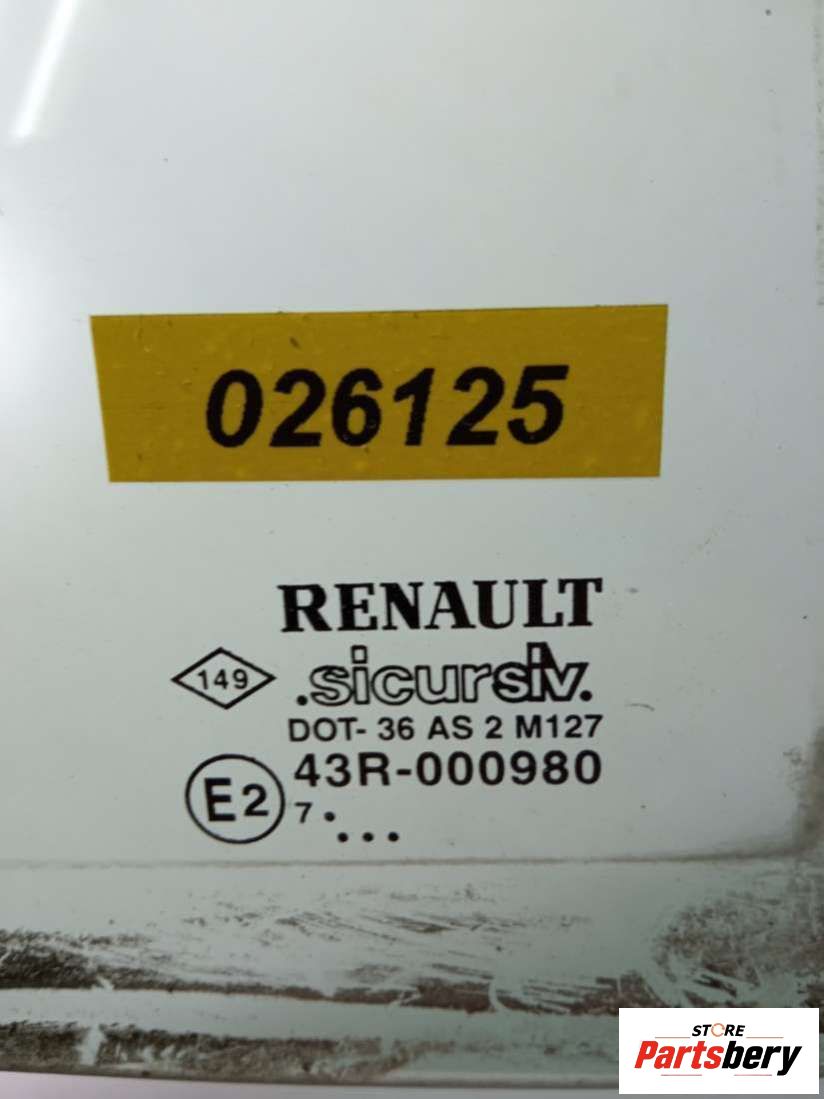 026125
RENAULT
149
.sicursiv.
DOT- 36 AS 2 M127
E2
43R-000980
7 .
...
STORE
Partsbery